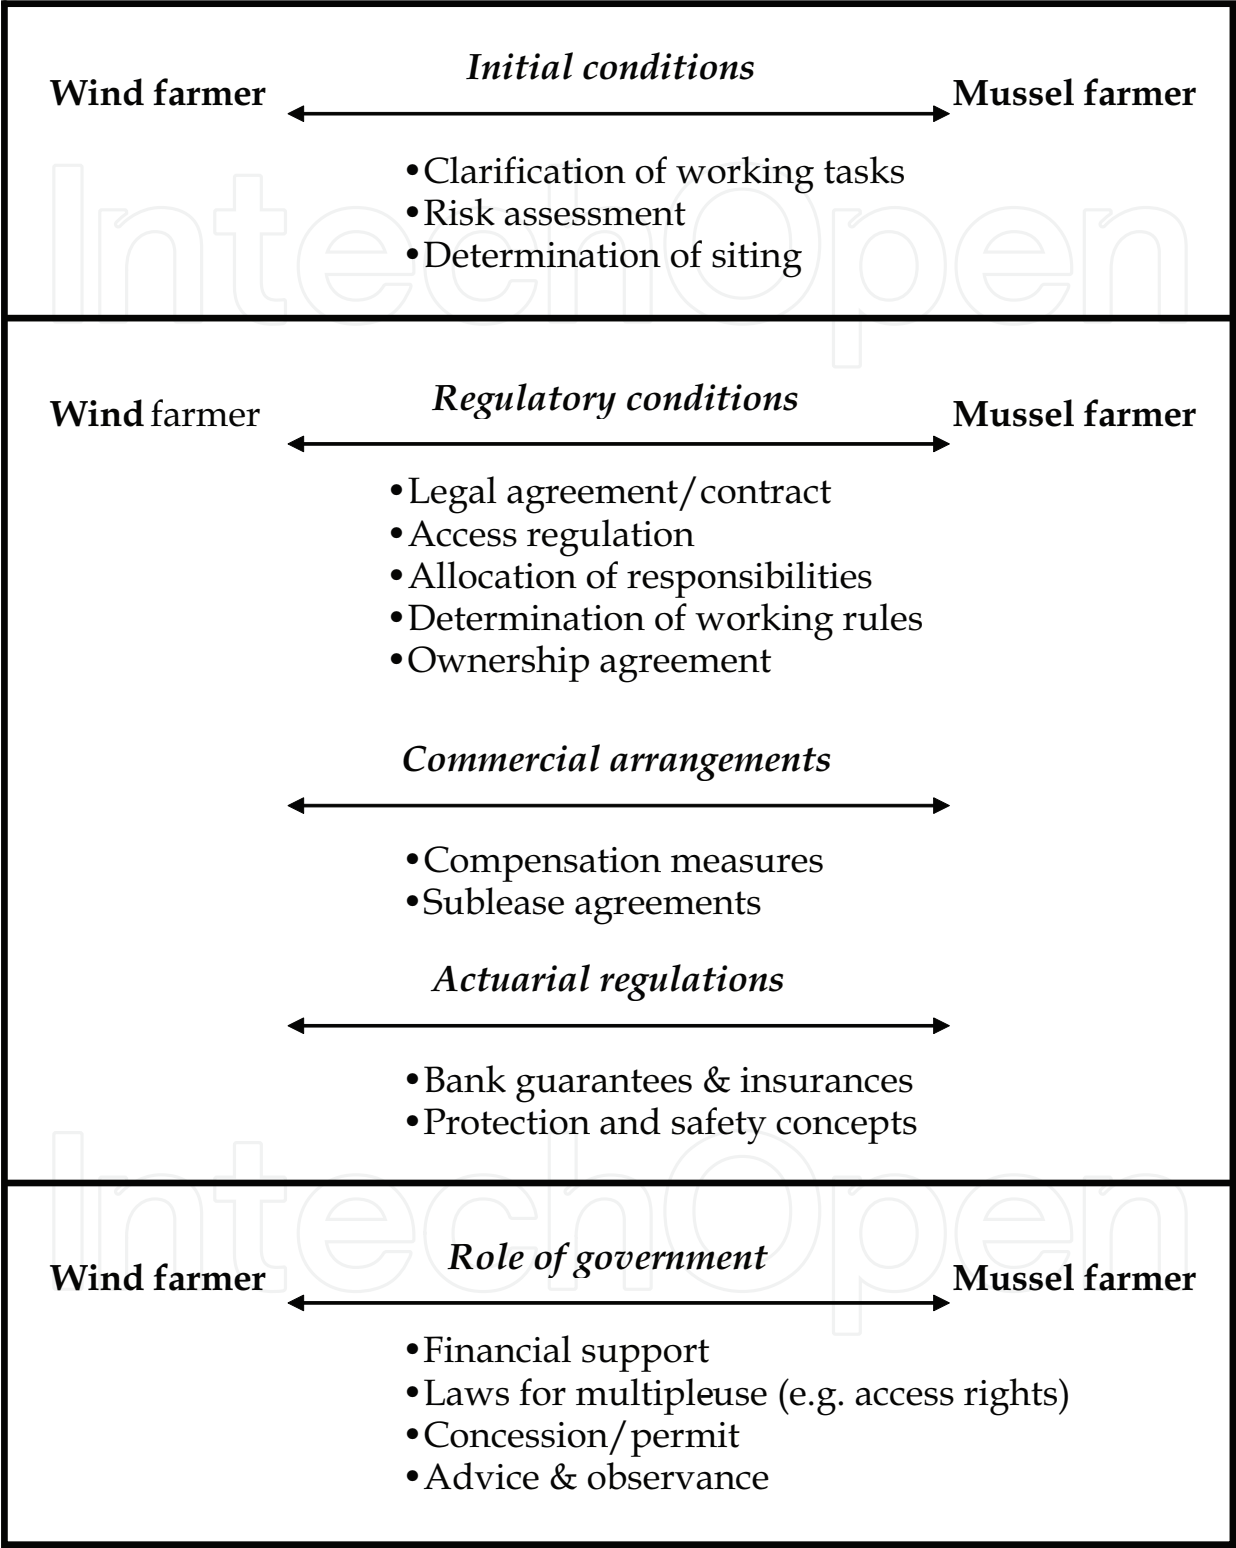 Initial conditions
Wind farmer
Mussel farmer
•Clarification of working tasks
•Risk assessment
•Determination of siting
IntechOpen
Regulatory conditions
Wind farmer
Mussel farmer
•Legal agreement/contract
•Access regulation
•Allocation of responsibilities
•Determination of working rules
•Ownership agreement
Commercial arrangements
•Compensation measures
•Sublease agreements
Actuarial regulations
•Bank guarantees & insurances
•Protection and safety concepts
IntechOpen
Role of government
Wind farmer
Mussel farmer
•Financial support
•Laws for multipleuse (e.g. access rights)
•Concession/permit
•Advice & observance